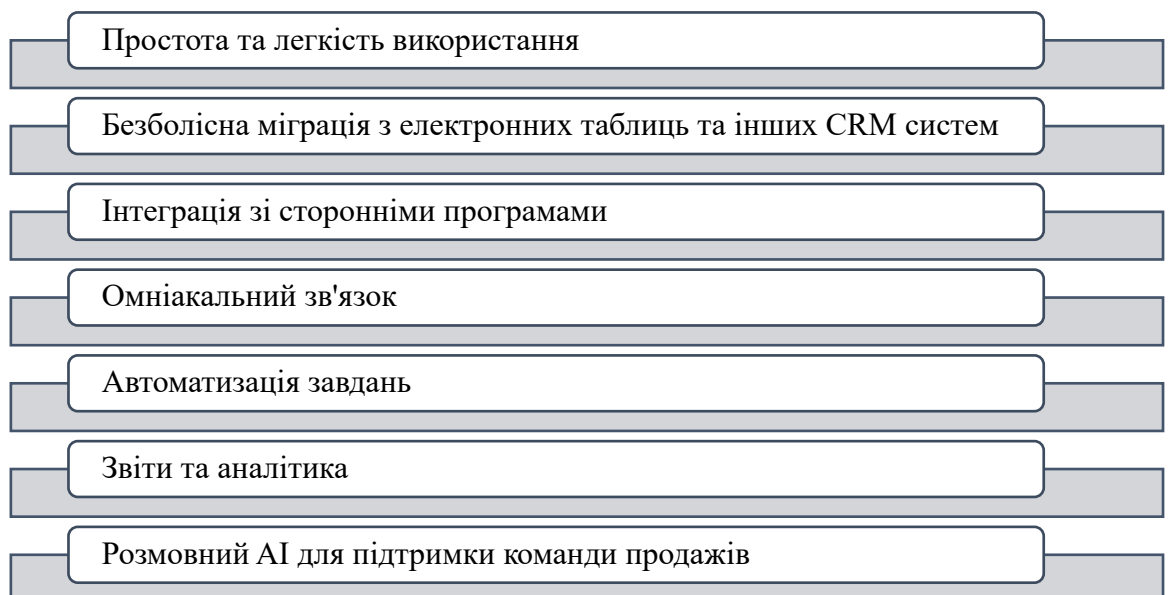 Простота та легкість використання
Безболісна міграція з електронних таблиць та інших CRM систем
Інтеграція зі сторонніми програмами
Омніакальний зв'язок
Автоматизація завдань
Звіти та аналітика
Розмовний AI для підтримки команди продажів